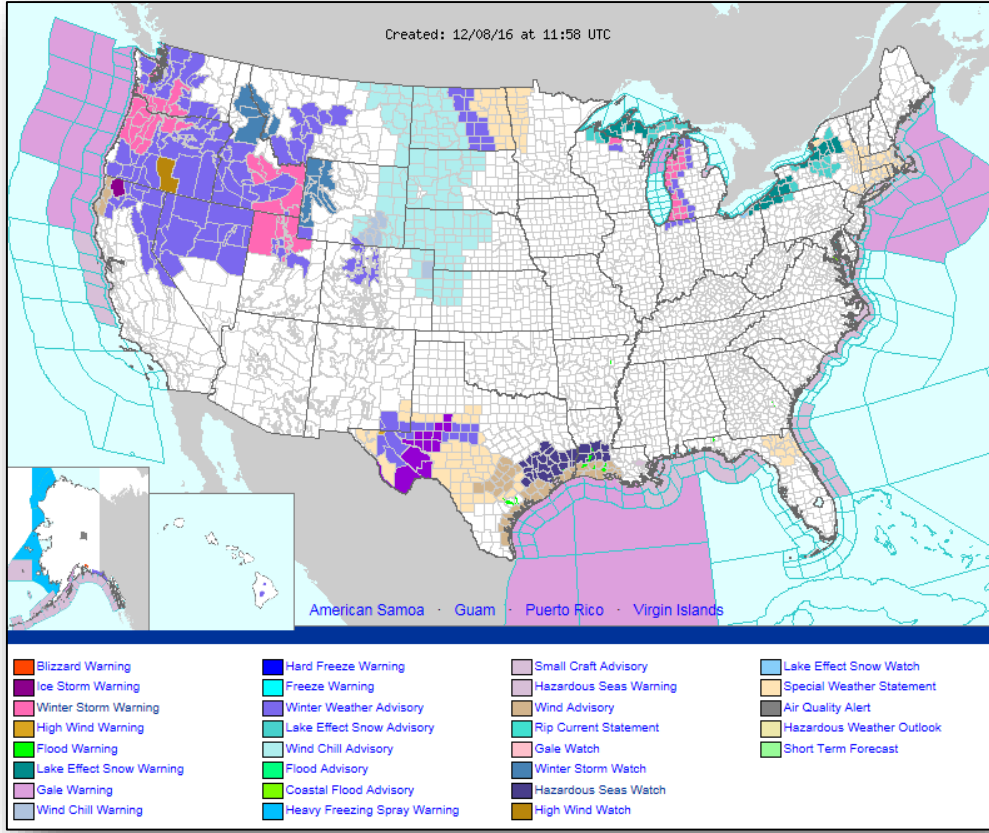 Created: 12/08/16 at 11:58 UTC
American Samoa · Guam · Puerto Rico · Virgin Islands
Blizzard Warning
Ice Storm Warning
Winter Storm Warning
High Wind Warning
Flood Warning
Lake Effect Snow Warning
Gale Warning
Wind Chill Warning
Hard Freeze Warning
Freeze Warning
Winter Weather Advisory
Lake Effect Snow Advisory
Wind Chill Advisory
Flood Advisory
Coastal Flood Advisory
Heavy Freezing Spray Warning
Small Craft Advisory
Hazardous Seas Warning
Wind Advisory
Rip Current Statement
Gale Watch
Winter Storm Watch
Hazardous Seas Watch
High Wind Watch
Lake Effect Snow Watch
Special Weather Statement
Air Quality Alert
Hazardous Weather Outlook
Short Term Forecast